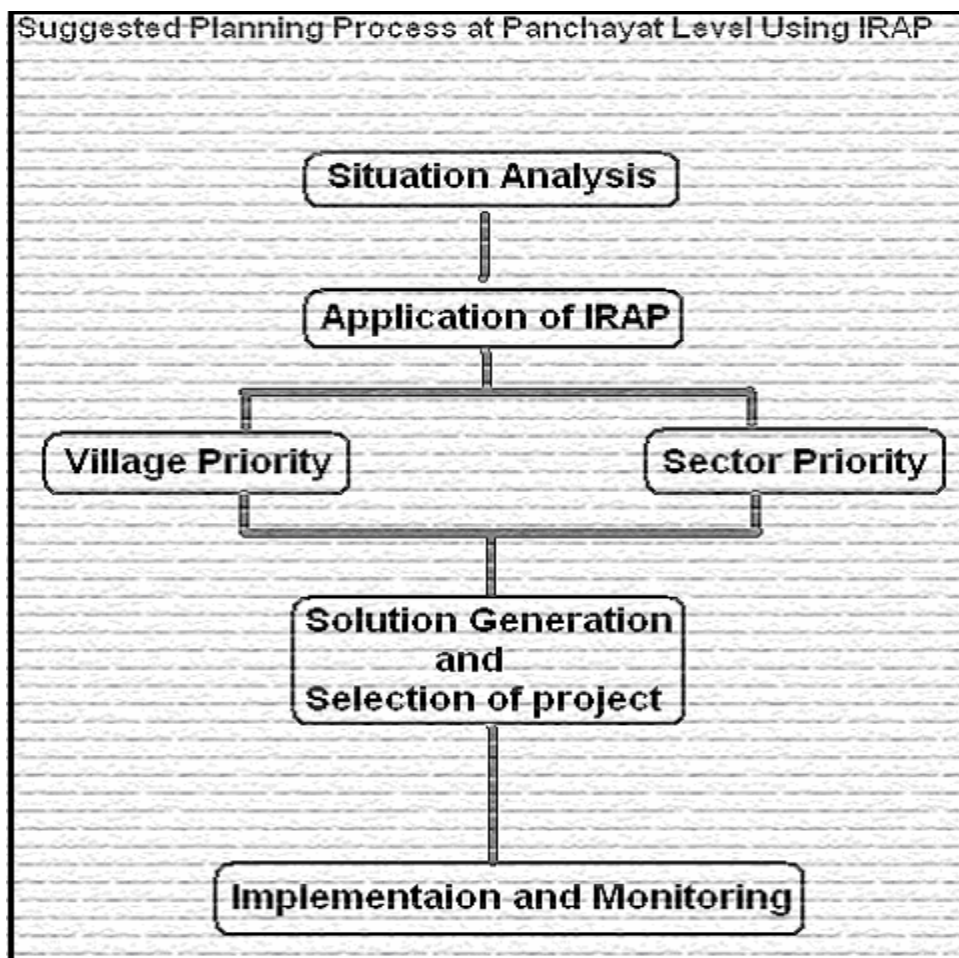 Suggested Planning Process at Panchayat Level Using IRAP
Situation Analysis
Application of IRAP
Village Priority
Sector Priority
Solution Generation
and
Selection of project
Implementaion and Monitoring